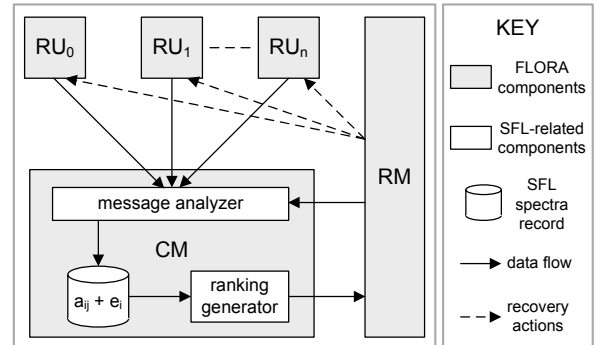 RU0
RU1
RUn
RM
message analyzer
CM
aij + ei
ranking
generator
KEY
FLORA
components
SFL-related
components
SFL
spectra
record
data flow
recovery
actions